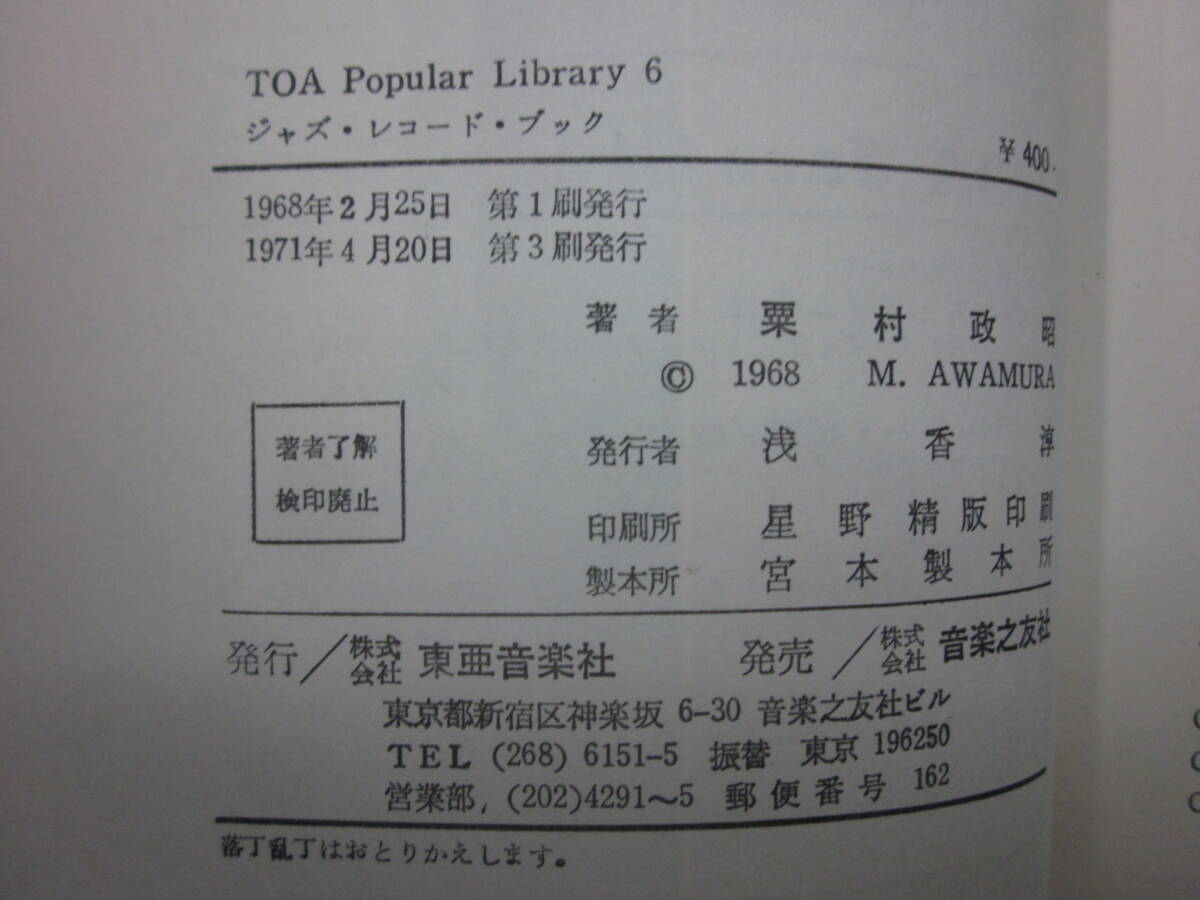 TOA Popular Library 6
ジャズ・レコード・ブック
¥ 400.
1968年2月25日 第1刷発行
1971年4月20日 第3刷発行
著者 粟村政昭
© 1968 M. AWAMURA
発行者 浅香淳
印刷所 星野精版印刷
製本所 宮本製本所
著者了解
検印廃止
発行/株式会社 東亜音楽社 発売/株式会社 音楽之友社
東京都新宿区神楽坂 6-30 音楽之友社ビル
TEL (268) 6151-5 振替 東京 196250
営業部, (202)4291~5 郵便番号 162
落丁乱丁はおとりかえします。